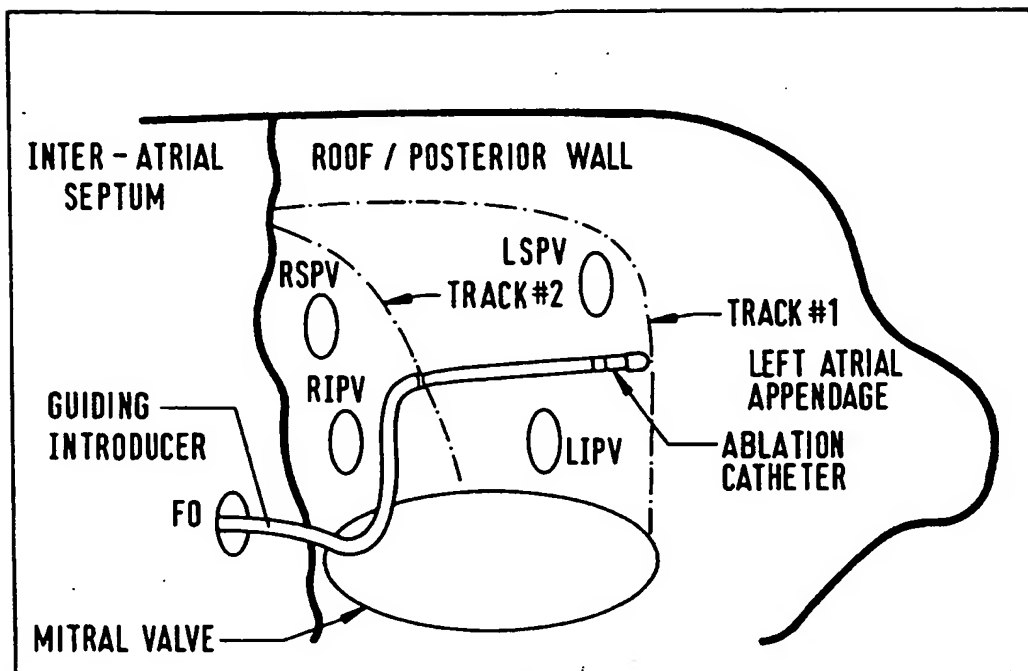 INTER-ATRIAL
SEPTUM
ROOF / POSTERIOR WALL
RSPV
LSPV
TRACK #2
TRACK #1
RIPV
LEFT ATRIAL
APPENDAGE
GUIDING
INTRODUCER
LIPV
ABLATION
CATHETER
FO
MITRAL VALVE